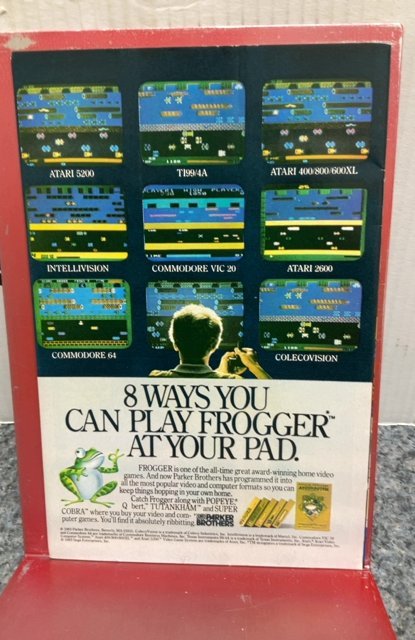 ATARI 5200
TI99/4A
ATARI 400/800/600XL
INTELLIVISION
COMMODORE VIC 20
ATARI 2600
COMMODORE 64
COLECOVISION
8 WAYS YOU
CAN PLAY FROGGER™
AT YOUR PAD.
FROGGER is one of the all-time great award-winning home video
games. And now Parker Brothers has programmed it into
all the most popular video and computer formats so you can
keep things hopping in your own home.
Catch Frogger along with POPEYE,®
Q bert,™ TUTANKHAM™ and SUPER
COBRA™ where you buy your video and com-
puter games. You'll find it absolutely ribbitting.
PARKER
BROTHERS